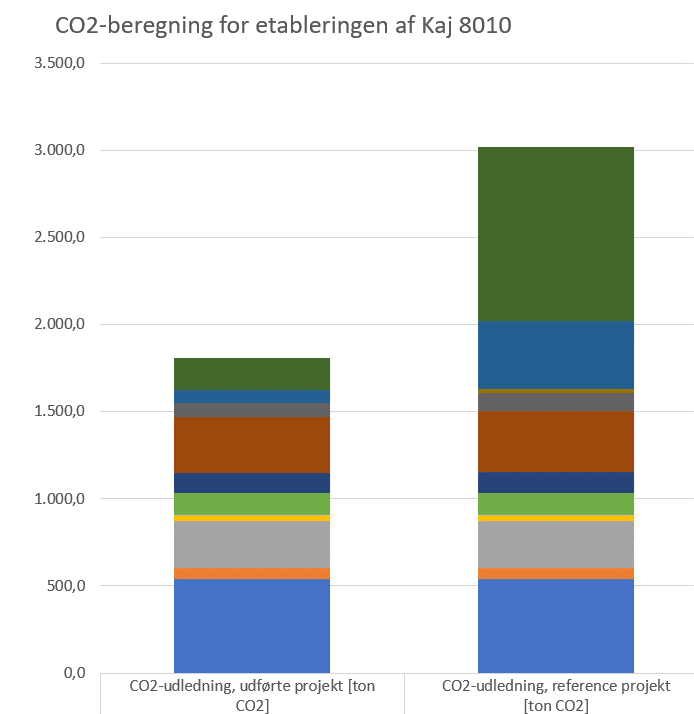 CO2-beregning for etableringen af Kaj 8010
3.500,0
3.000,0
2.500,0
2.000,0
1.500,0
1.000,0
500,0
0,0
CO2-udledning, udførte projekt [ton
CO2]
CO2-udledning, reference projekt
[ton CO2]